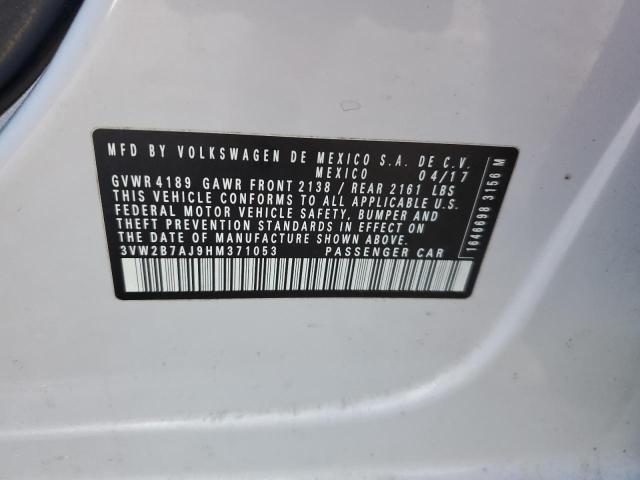 MFD BY VOLKSWAGEN DE MEXICO S.A. DE C.V.
MEXICO 04/17
GVWR 4189 GAWR FRONT 2138 / REAR 2161 LBS
THIS VEHICLE CONFORMS TO ALL APPLICABLE U.S.
FEDERAL MOTOR VEHICLE SAFETY, BUMPER AND
THEFT PREVENTION STANDARDS IN EFFECT ON
THE DATE OF MANUFACTURE
3VW2B7AJ9HM371053 PASSENGER CAR
1646698 3156 M